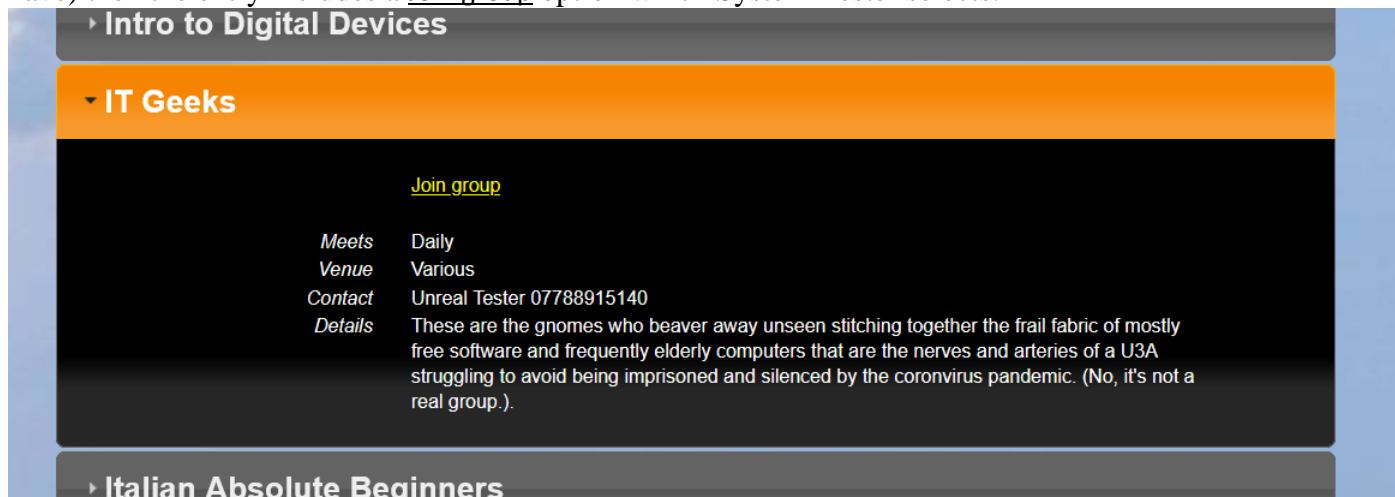 Intro to Digital Devices
IT Geeks
Join group
Meets Daily
Venue Various
Contact Unreal Tester 07788915140
Details These are the gnomes who beaver away unseen stitching together the frail fabric of mostly
free software and frequently elderly computers that are the nerves and arteries of a U3A
struggling to avoid being imprisoned and silenced by the coronvirus pandemic. (No, it's not a
real group.).
Italian Absolute Beginners